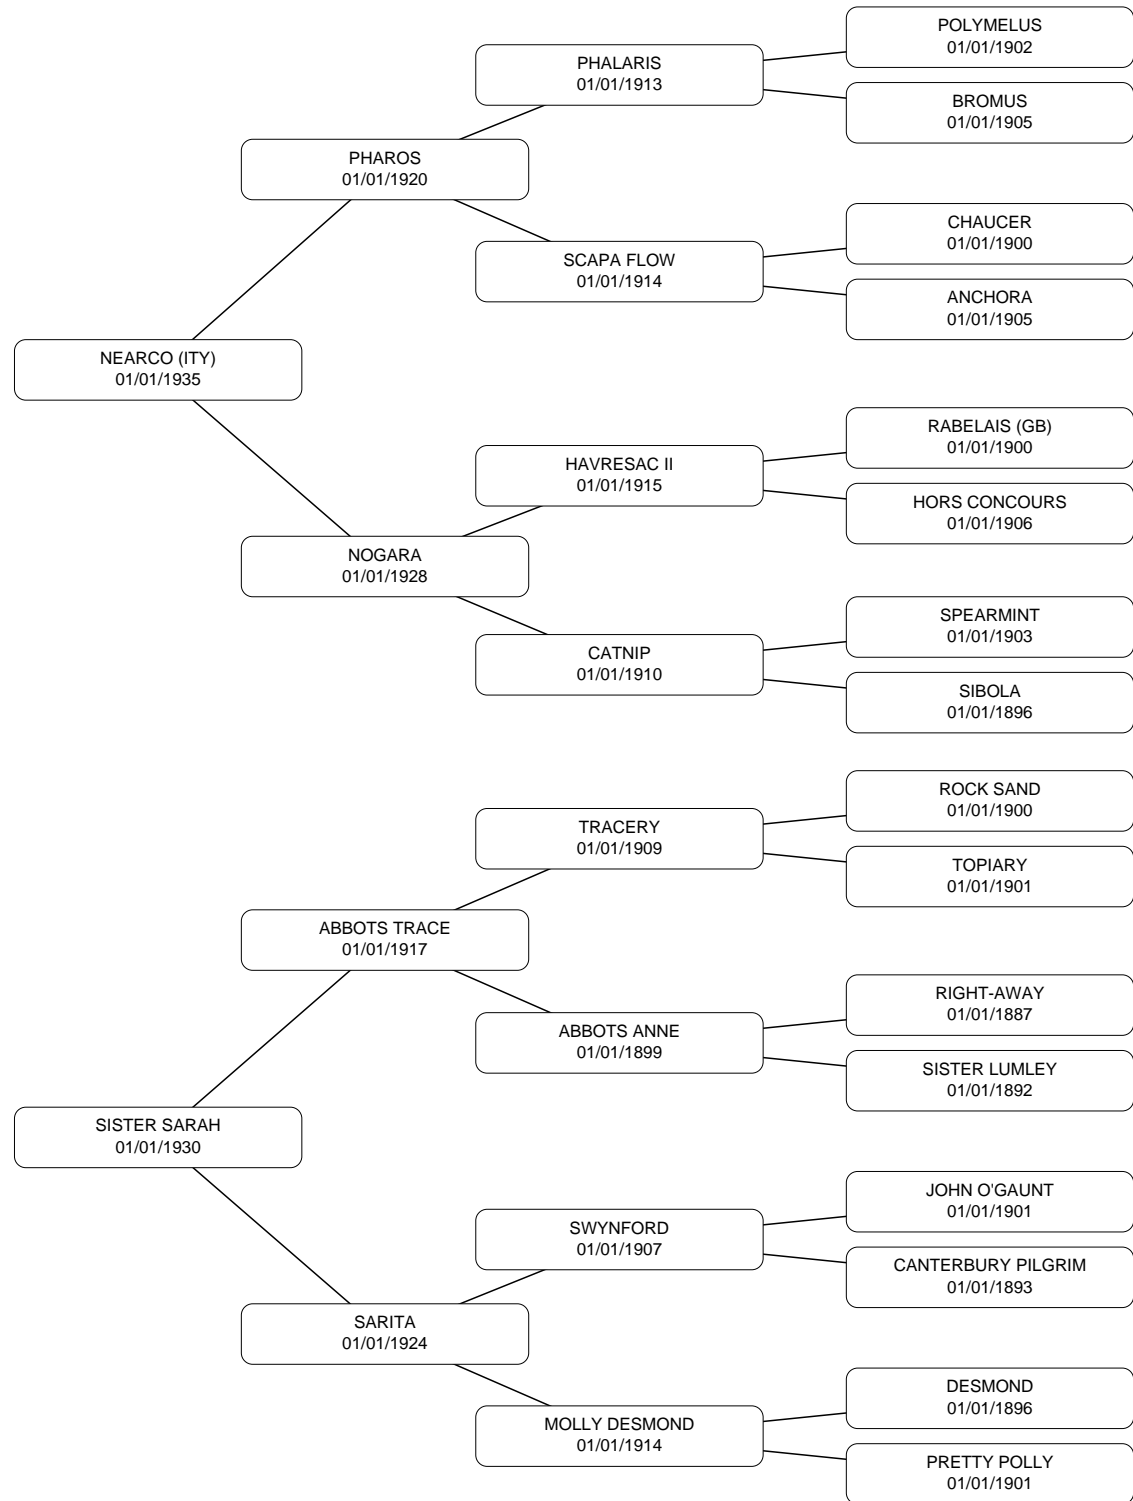 POLYMELUS
01/01/1902
PHALARIS
01/01/1913
BROMUS
01/01/1905
PHAROS
01/01/1920
CHAUCER
01/01/1900
SCAPA FLOW
01/01/1914
ANCHORA
01/01/1905
NEARCO (ITY)
01/01/1935
RABELAIS (GB)
01/01/1900
HAVRESAC II
01/01/1915
HORS CONCOURS
01/01/1906
NOGARA
01/01/1928
SPEARMINT
01/01/1903
CATNIP
01/01/1910
SIBOLA
01/01/1896
ROCK SAND
01/01/1900
TRACERY
01/01/1909
TOPIARY
01/01/1901
ABBOTS TRACE
01/01/1917
RIGHT-AWAY
01/01/1887
ABBOTS ANNE
01/01/1899
SISTER LUMLEY
01/01/1892
SISTER SARAH
01/01/1930
JOHN O'GAUNT
01/01/1901
SWYNFORD
01/01/1907
CANTERBURY PILGRIM
01/01/1893
SARITA
01/01/1924
DESMOND
01/01/1896
MOLLY DESMOND
01/01/1914
PRETTY POLLY
01/01/1901